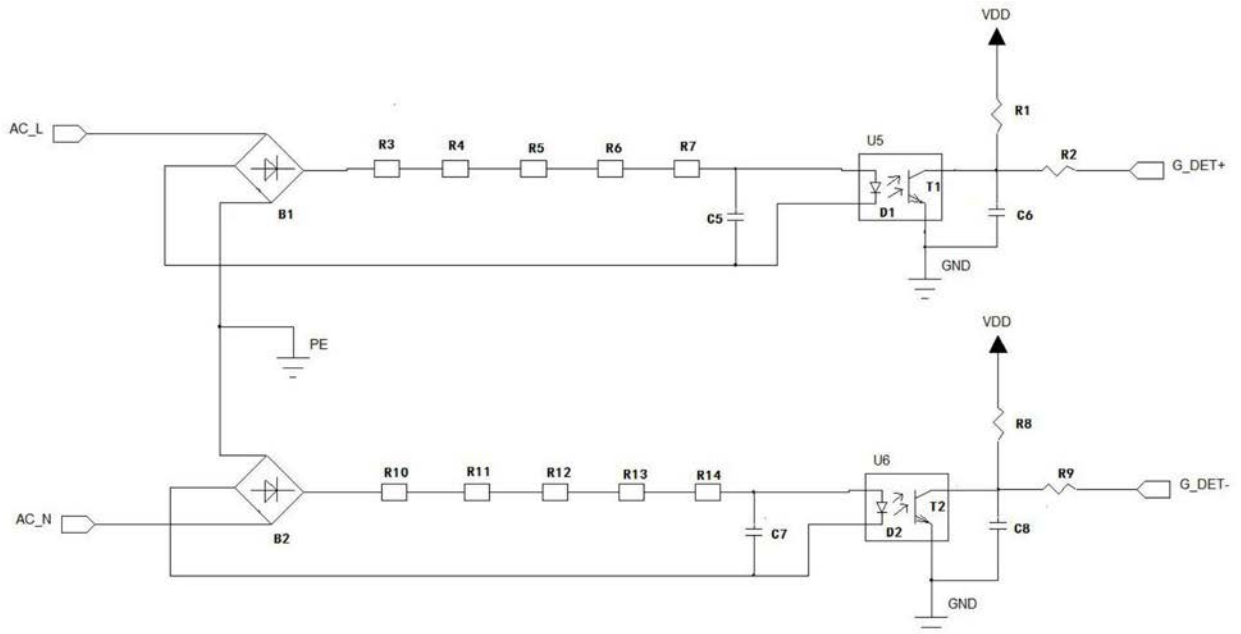 VDD
R1
AC_L
R3 R4 R5 R6 R7
U5
R2
G_DET+
T1
D1
B1
C5
C6
GND
PE
VDD
R8
U6
R10 R11 R12 R13 R14
R9
G_DET-
T2
AC_N
D2
C7
C8
B2
GND